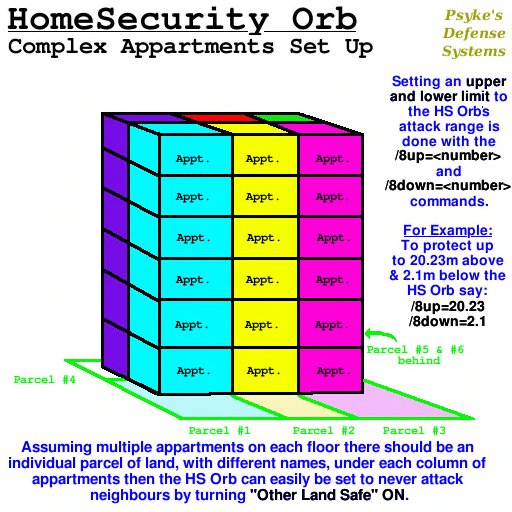 HomeSecurity Orb
Complex Appartments Set Up
Psyke's
Defense
Systems
Setting an upper
and lower limit to
the HS Orb's
attack range is
done with the
/8up=<number>
and
/8down=<number>
commands.
For Example:
To protect up
to 20.23m above
& 2.1m below the
HS Orb say:
/8up=20.23
/8down=2.1
Appt. Appt. Appt.
Appt. Appt. Appt.
Appt. Appt. Appt.
Appt. Appt. Appt.
Appt. Appt. Appt.
Appt. Appt. Appt.
Parcel #5 & #6
behind
Parcel #4
Parcel #1 Parcel #2 Parcel #3
Assuming multiple appartments on each floor there should be an
individual parcel of land, with different names, under each column of
appartments then the HS Orb can easily be set to never attack
neighbours by turning "Other Land Safe" ON.